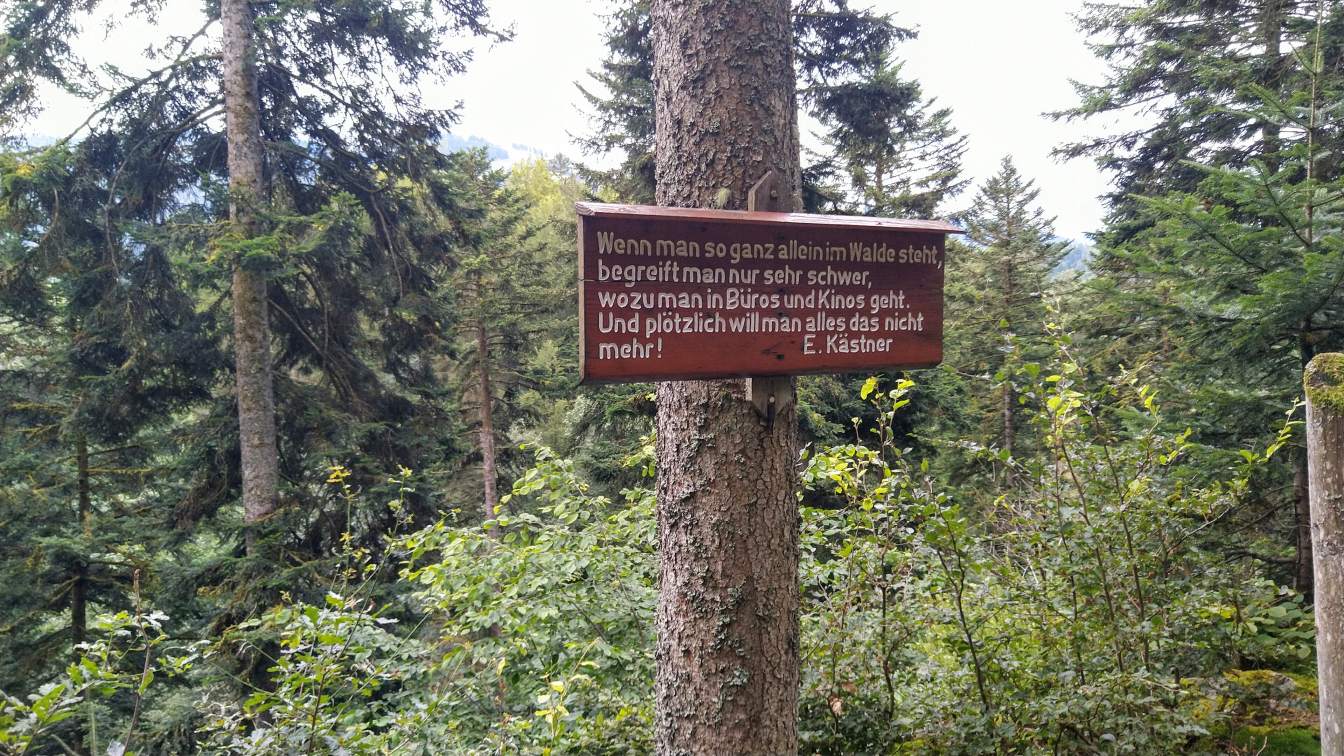 Wenn man so ganz allein im Walde steht,
begreift man nur sehr schwer,
wozu man in Büros und Kinos geht.
Und plötzlich will man alles das nicht
mehr! E. Kästner